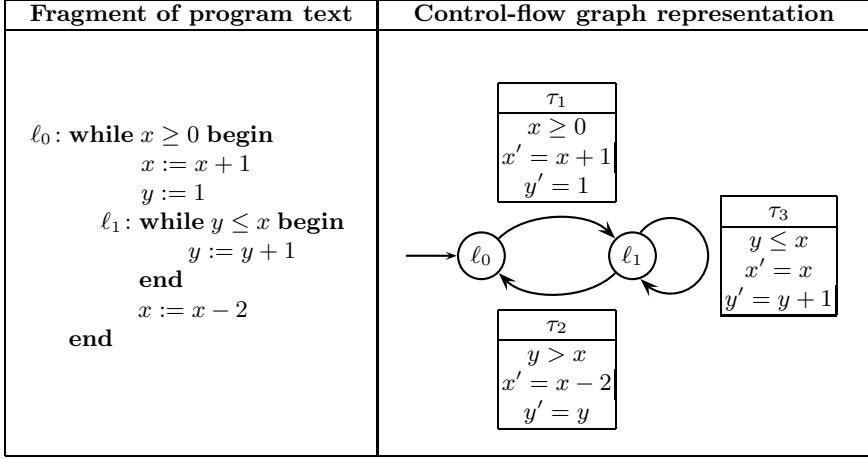 Fragment of program text
Control-flow graph representation
ℓ₀: while x ≥ 0 begin
x := x + 1
y := 1
ℓ₁: while y ≤ x begin
y := y + 1
end
x := x − 2
end
τ₁
x ≥ 0
x′ = x + 1
y′ = 1
ℓ₀
ℓ₁
τ₃
y ≤ x
x′ = x
y′ = y + 1
τ₂
y > x
x′ = x − 2
y′ = y